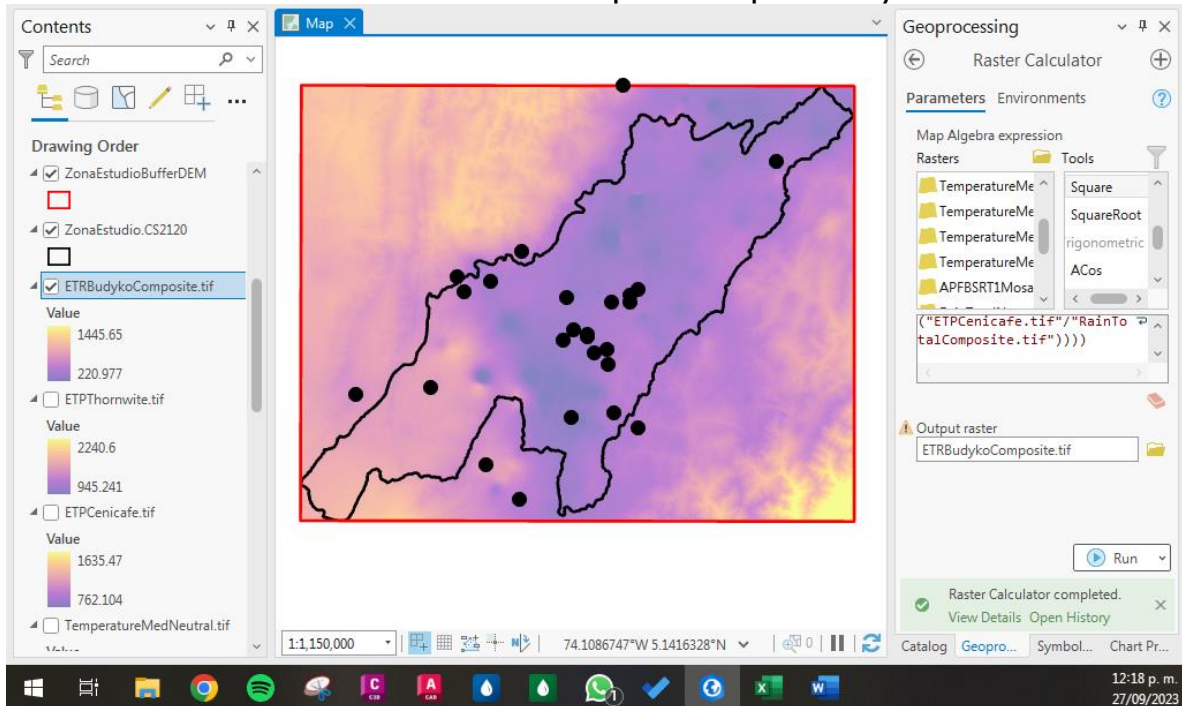 Contents
Search
Drawing Order
ZonaEstudioBufferDEM
ZonaEstudio.CS2120
ETRBudykoComposite.tif
Value
1445.65
220.977
ETPThornwite.tif
Value
2240.6
945.241
ETPCenicafe.tif
Value
1635.47
762.104
TemperatureMedNeutral.tif
Map
1:1,150,000
74.1086747°W 5.1416328°N
0
Geoprocessing
Raster Calculator
Parameters Environments
Map Algebra expression
Rasters
Tools
TemperatureMe
TemperatureMe
TemperatureMe
TemperatureMe
APFBSRT1Mosa
Square
SquareRoot
rigonometric
ACos
("ETPCenicafe.tif"/"RainTo
talComposite.tif"))))
Output raster
ETRBudykoComposite.tif
Run
Raster Calculator completed.
View Details Open History
Catalog Geopro... Symbol... Chart Pr...
12:18 p. m.
27/09/2023